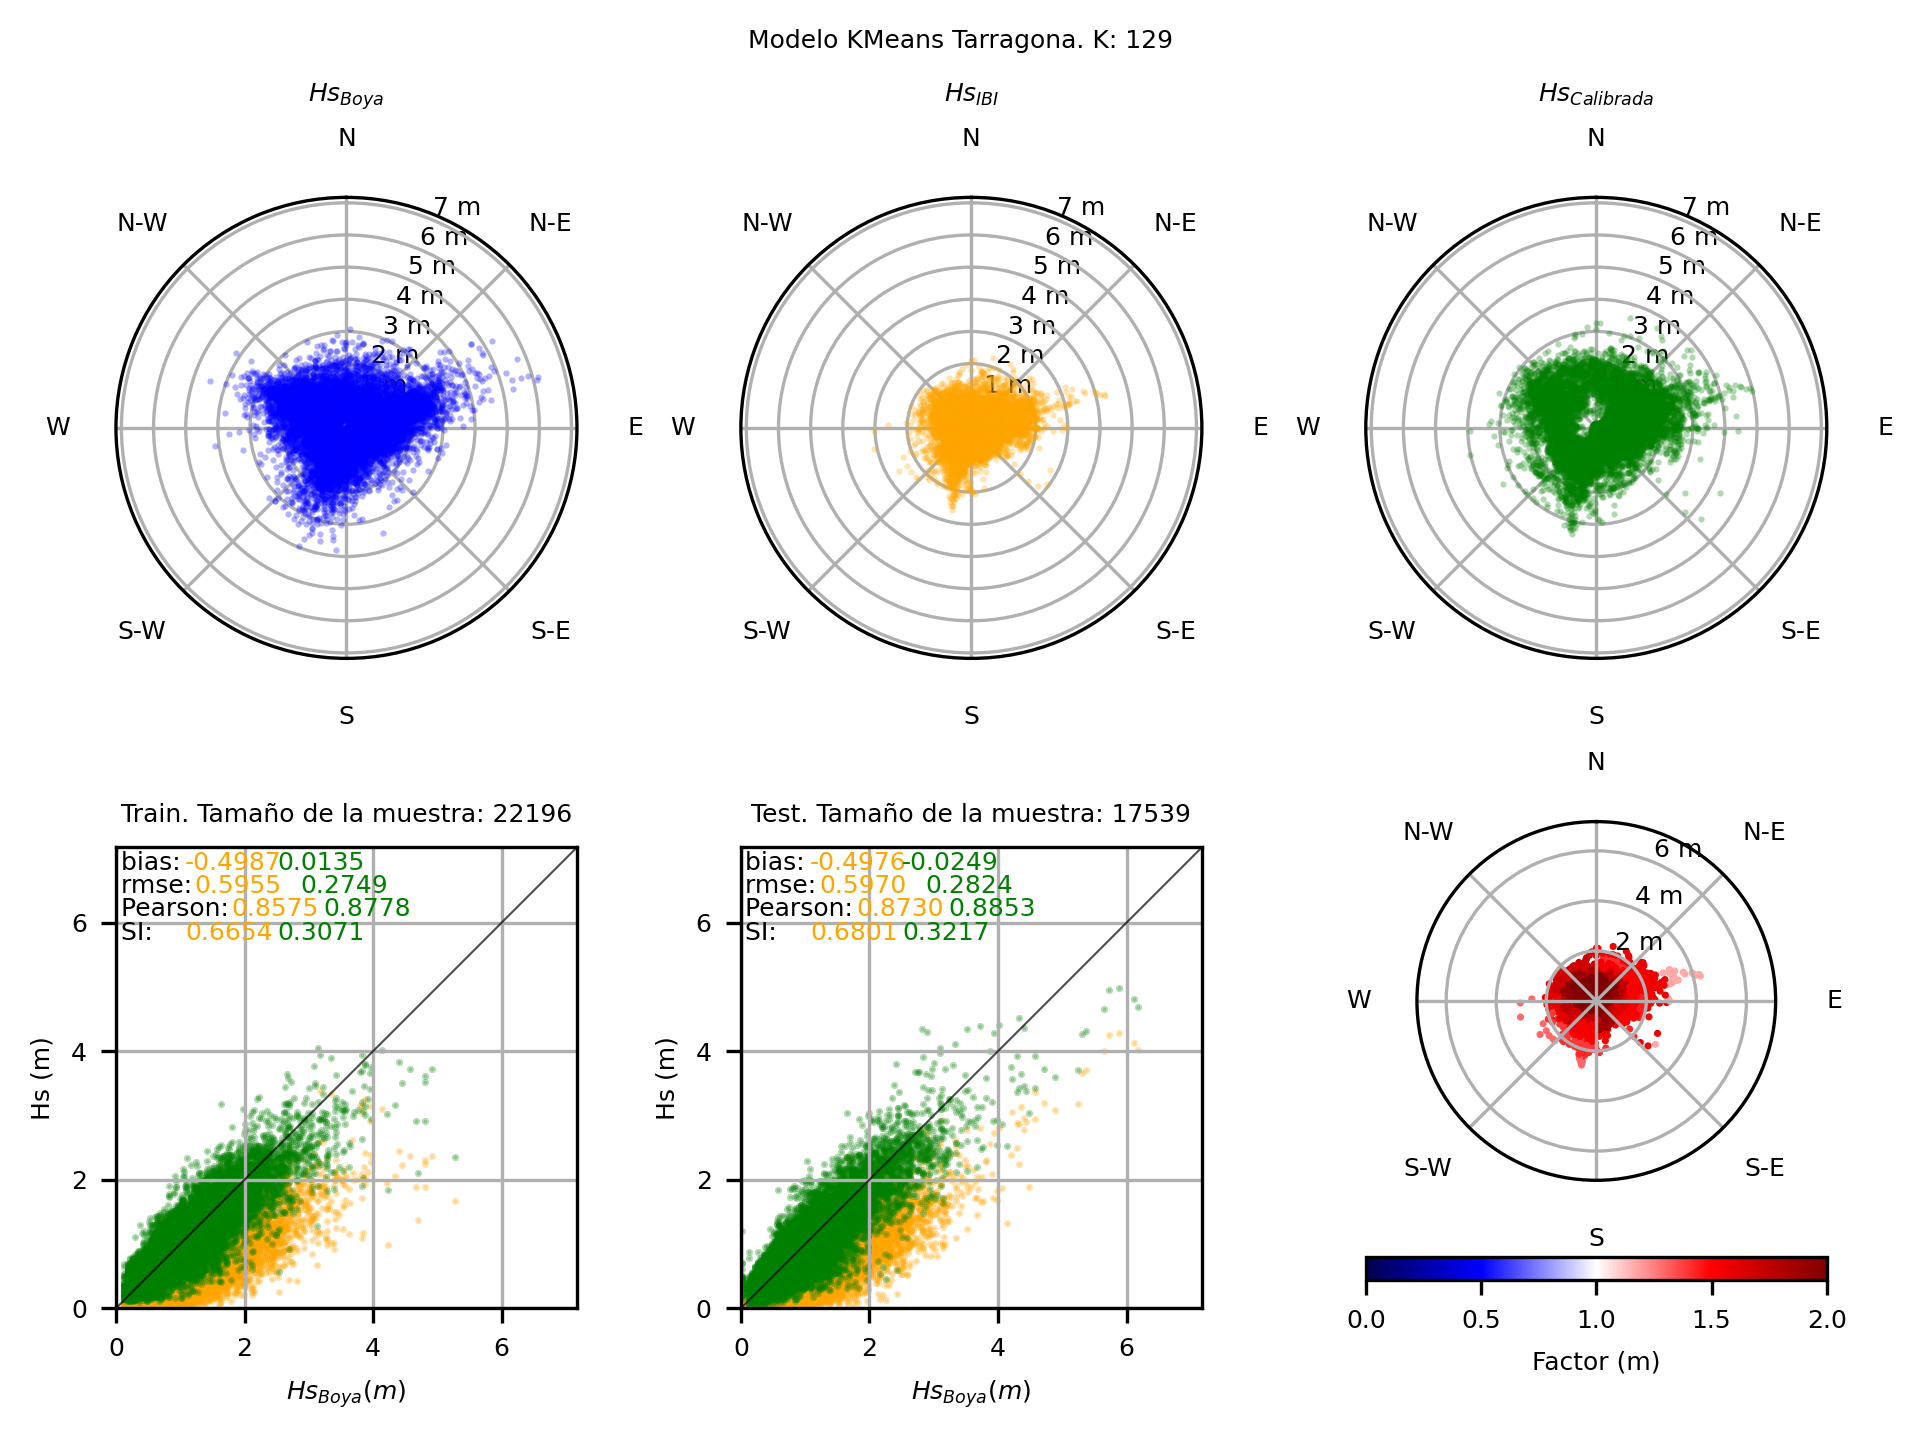 Modelo KMeans Tarragona. K: 129
Hs_Boya
N
N-W
N-E
7 m
6 m
5 m
4 m
3 m
2 m
m
W
E
S-W
S-E
S
Hs_IBI
N
N-W
N-E
7 m
6 m
5 m
4 m
3 m
2 m
1 m
W
E
S-W
S-E
S
Hs_Calibrada
N
N-W
N-E
7 m
6 m
5 m
4 m
3 m
2 m
W
E
S-W
S-E
S
Train. Tamaño de la muestra: 22196
bias: -0.4987 0.0135
rmse: 0.5955 0.2749
Pearson: 0.8575 0.8778
SI: 0.6654 0.3071
Hs (m)
6
4
2
0
0 2 4 6
Hs_Boya(m)
Test. Tamaño de la muestra: 17539
bias: -0.4976 -0.0249
rmse: 0.5970 0.2824
Pearson: 0.8730 0.8853
SI: 0.6801 0.3217
Hs (m)
6
4
2
0
0 2 4 6
Hs_Boya(m)
N
N-W
N-E
6 m
4 m
2 m
W
E
S-W
S-E
S
0.0 0.5 1.0 1.5 2.0
Factor (m)